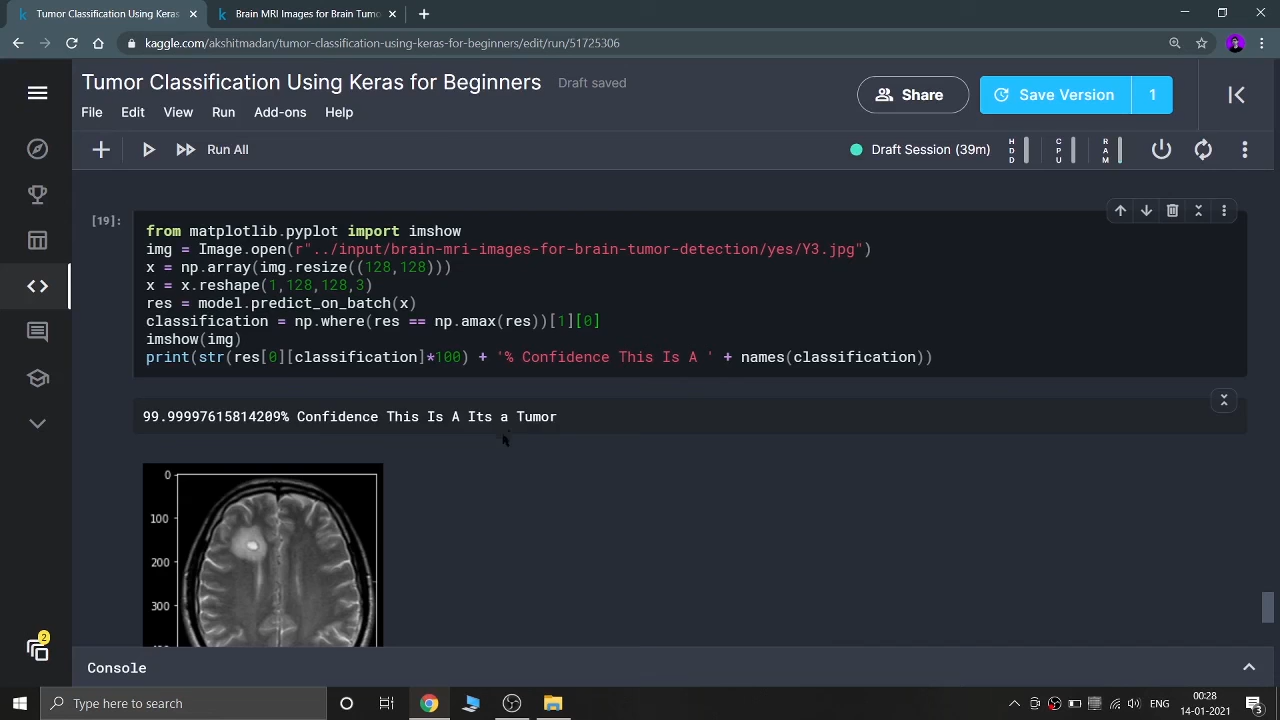 Tumor Classification Using Keras
Brain MRI Images for Brain Tumo
kaggle.com/akshitmadan/tumor-classification-using-keras-for-beginners/edit/run/51725306
Tumor Classification Using Keras for Beginners
Draft saved
Share
Save Version
1
File Edit View Run Add-ons Help
Run All
Draft Session (39m)
HDD
CPU
RAM
[19]:
from matplotlib.pyplot import imshow
img = Image.open(r"../input/brain-mri-images-for-brain-tumor-detection/yes/Y3.jpg")
x = np.array(img.resize((128,128)))
x = x.reshape(1,128,128,3)
res = model.predict_on_batch(x)
classification = np.where(res == np.amax(res))[1][0]
imshow(img)
print(str(res[0][classification]*100) + '% Confidence This Is A ' + names(classification))
99.99997615814209% Confidence This Is A Its a Tumor
0
100
200
300
2
Console
Type here to search
ENG
00:28
14-01-2021
3